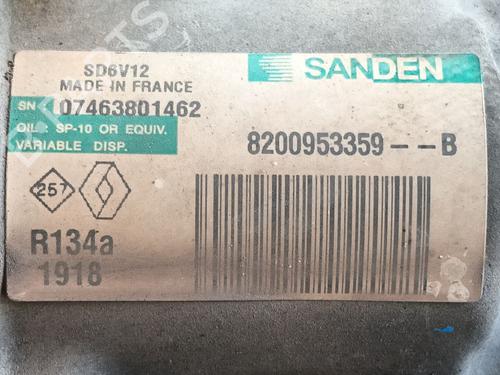 SD6V12
MADE IN FRANCE
SANDEN
SN 07463801462
OIL: SP-10 OR EQUIV.
VARIABLE DISP.
8200953359--B
257
R134a
1918